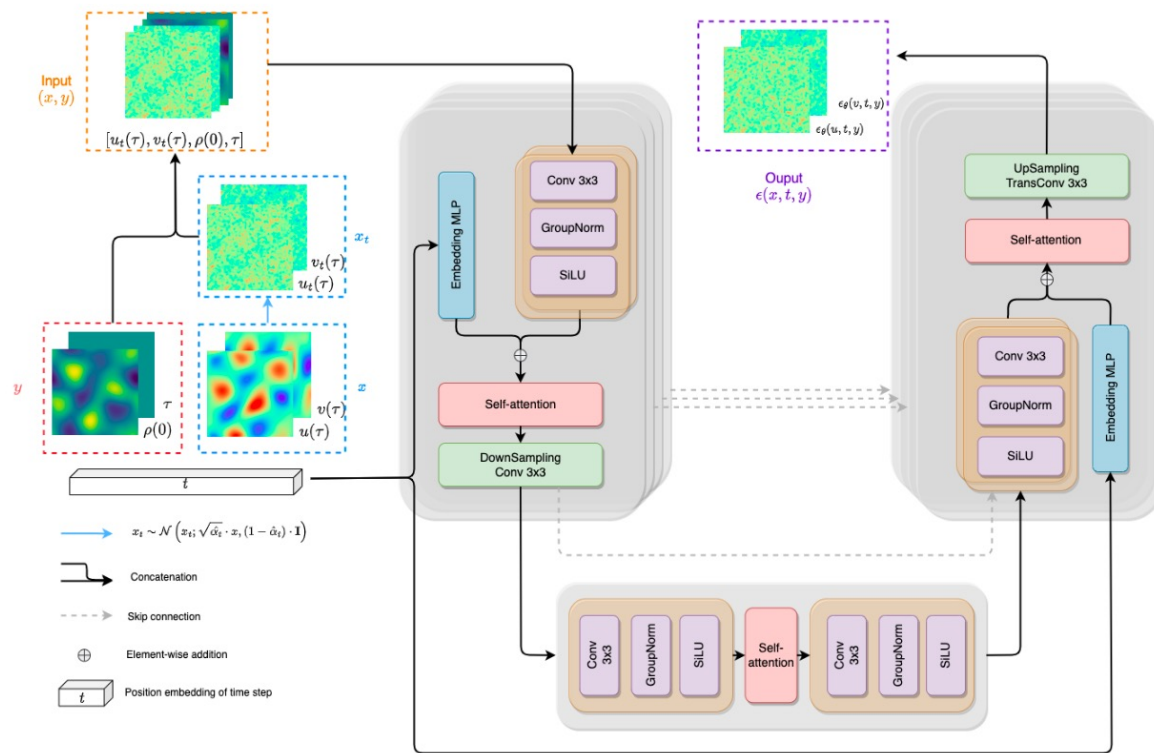 Input
(x, y)
[u_t(τ), v_t(τ), ρ(0), τ]
x_t
v_t(τ)
u_t(τ)
y
τ
ρ(0)
x
v(τ)
u(τ)
t
x_t ∼ 𝒩 (x_t; √α̂_t · x, (1 − α̂_t) · I)
Concatenation
Skip connection
⊕ Element-wise addition
t Position embedding of time step
Embedding MLP
Conv 3x3
GroupNorm
SiLU
⊕
Self-attention
DownSampling
Conv 3x3
Conv
3x3
GroupNorm
SiLU
Self-
attention
Conv
3x3
GroupNorm
SiLU
ϵ_θ(v, t, y)
ϵ_θ(u, t, y)
Ouput
ϵ(x, t, y)
UpSampling
TransConv 3x3
Self-attention
⊕
Conv 3x3
GroupNorm
SiLU
Embedding MLP